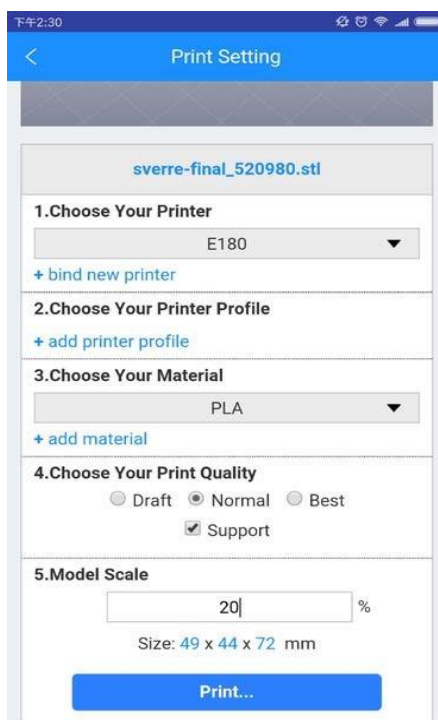 下午2:30
Print Setting
sverre-final_520980.stl
1.Choose Your Printer
E180
+ bind new printer
2.Choose Your Printer Profile
+ add printer profile
3.Choose Your Material
PLA
+ add material
4.Choose Your Print Quality
Draft Normal Best
Support
5.Model Scale
20 %
Size: 49 x 44 x 72 mm
Print...